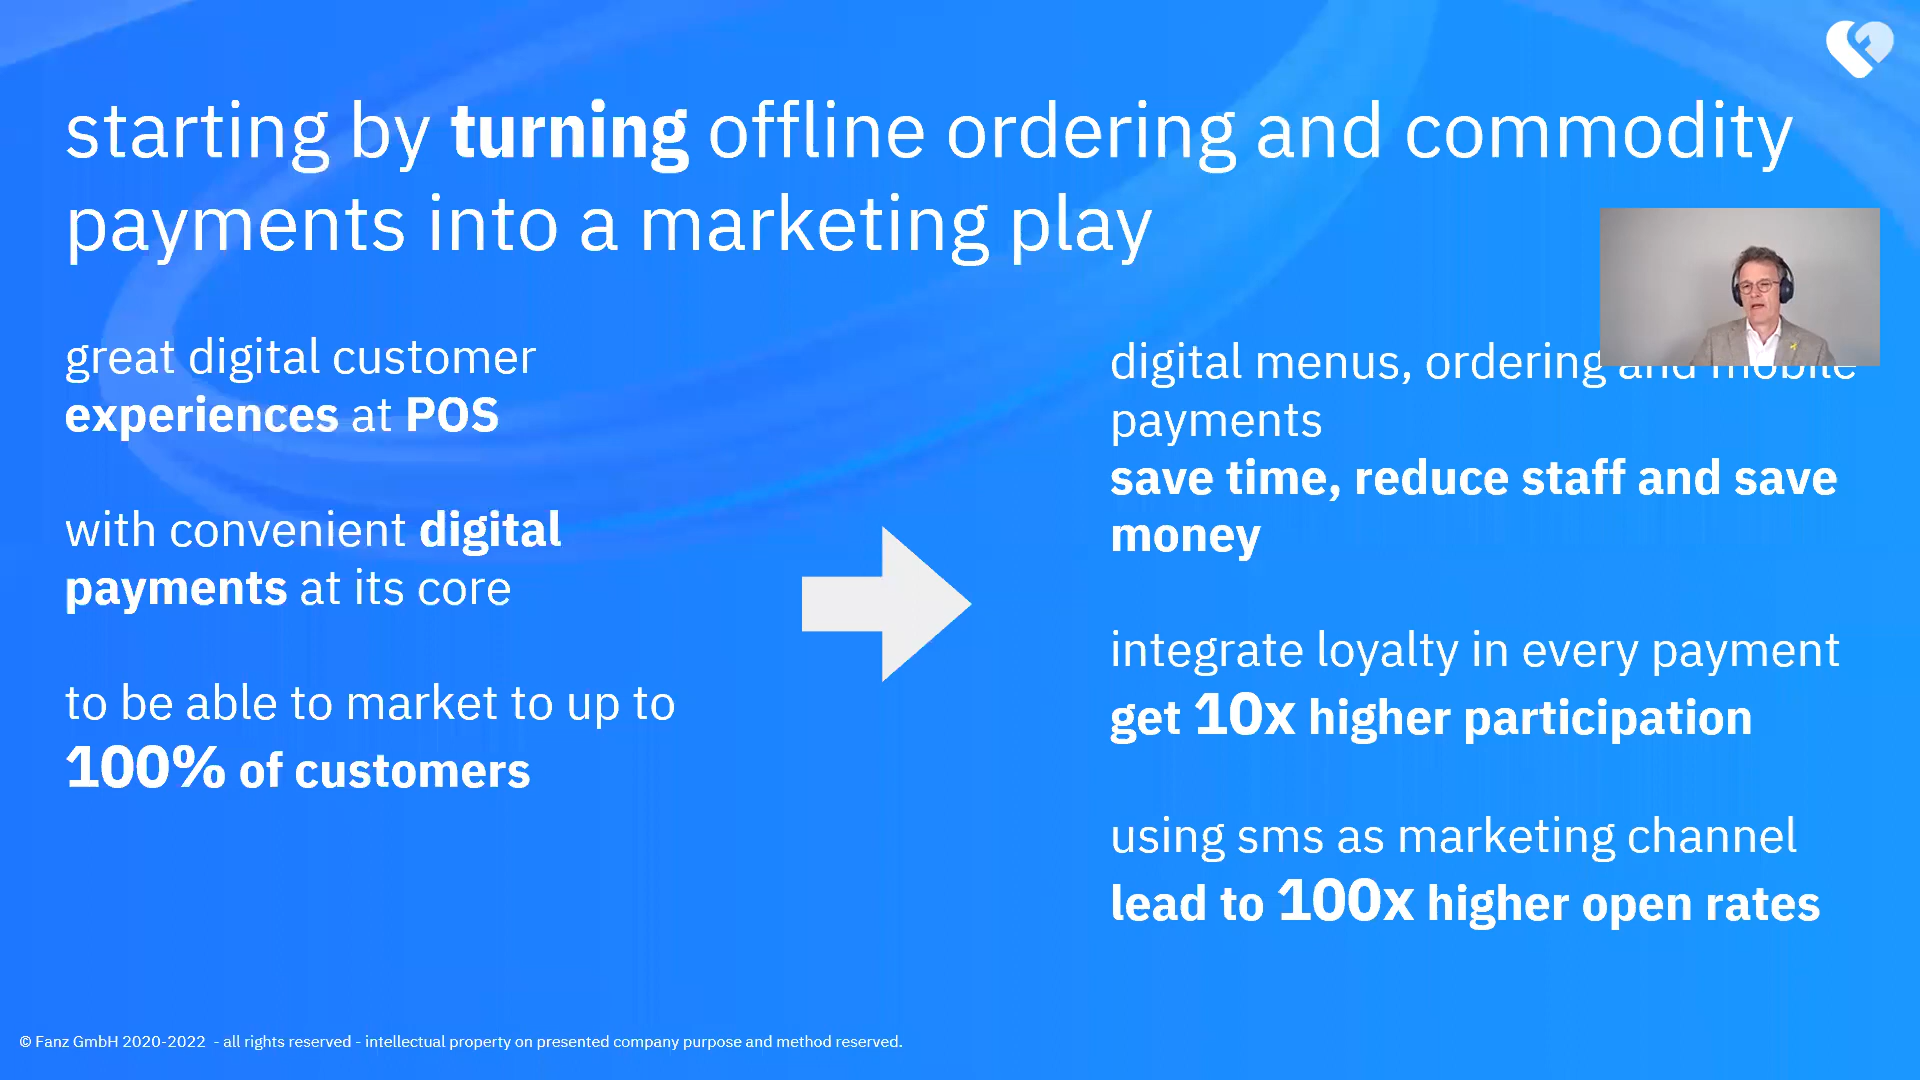 starting by turning offline ordering and commodity
payments into a marketing play
great digital customer
experiences at POS
with convenient digital
payments at its core
to be able to market to up to
100% of customers
digital menus, ordering and mobile
payments
save time, reduce staff and save
money
integrate loyalty in every payment
get 10x higher participation
using sms as marketing channel
lead to 100x higher open rates
© Fanz GmbH 2020-2022 - all rights reserved - intellectual property on presented company purpose and method reserved.